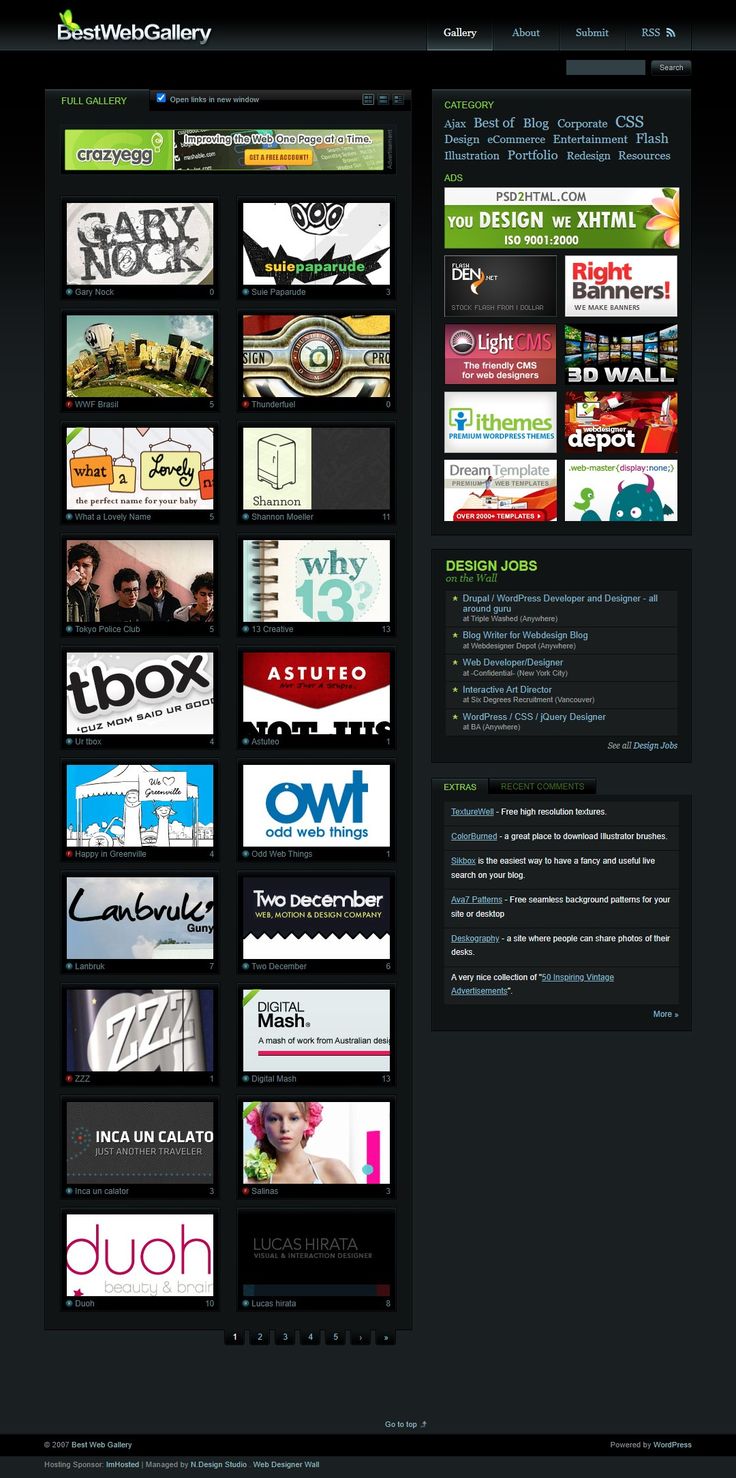 BestWebGallery
Gallery
About
Submit
RSS
Search
FULL GALLERY
Open links in new window
crazyegg
Improving the Web One Page at a Time.
GET A FREE ACCOUNT!
Advertisement
GARY
NOCK
Gary Nock 0
suiepaparude
Suie Paparude 3
WWF Brasil 5
SIGN
PRO
Thunderfuel 0
what a Lovely n
the perfect name for your baby
What a Lovely Name 5
Shannon
Shannon Moeller 11
Tokyo Police Club 5
why
13?
13 Creative 13
tbox
'CUZ MOM SAID UR GOO
Ur tbox 4
ASTUTEO
Not Just a Stupid.
NOT JUS
Astuteo 1
We
Greenville
Happy in Greenville 4
owt
odd web things
Odd Web Things 1
Lanbruk
Guny
Lanbruk 7
Two December
WEB, MOTION & DESIGN COMPANY
Two December 6
ZZZ
ZZZ 1
DIGITAL
Mash®
A mash of work from Australian desig
Digital Mash 13
INCA UN CALATO
JUST ANOTHER TRAVELER
Inca un calator 3
Salinas 3
duoh
beauty & brain
Duoh 10
LUCAS HIRATA
VISUAL & INTERACTION DESIGNER
Lucas hirata 8
1 2 3 4 5 › »
CATEGORY
Ajax Best of Blog Corporate CSS
Design eCommerce Entertainment Flash
Illustration Portfolio Redesign Resources
ADS
PSD2HTML.COM
YOU DESIGN WE XHTML
ISO 9001:2000
FLASH
DEN.NET
STOCK FLASH FROM 1 DOLLAR
Right
Banners!
WE MAKE BANNERS
LightCMS
The friendly CMS
for web designers
3D WALL
ithemes
PREMIUM WORDPRESS THEMES
webdesigner
depot
DreamTemplate
PREMIUM WEB TEMPLATES
OVER 2000+ TEMPLATES
.web-master{display:none;}
DESIGN JOBS
on the Wall
Drupal / WordPress Developer and Designer - all
around guru
at Triple Washed (Anywhere)
Blog Writer for Webdesign Blog
at Webdesigner Depot (Anywhere)
Web Developer/Designer
at -Confidential- (New York City)
Interactive Art Director
at Six Degrees Recruitment (Vancouver)
WordPress / CSS / jQuery Designer
at BA (Anywhere)
See all Design Jobs
EXTRAS
RECENT COMMENTS
TextureWell - Free high resolution textures.
ColorBurned - a great place to download Illustrator brushes.
Sikbox is the easiest way to have a fancy and useful live
search on your blog.
Ava7 Patterns - Free seamless background patterns for your
site or desktop
Deskography - a site where people can share photos of their
desks.
A very nice collection of "50 Inspiring Vintage
Advertisements".
More »
Go to top
© 2007 Best Web Gallery
Powered by WordPress
Hosting Sponsor: ImHosted | Managed by N.Design Studio . Web Designer Wall